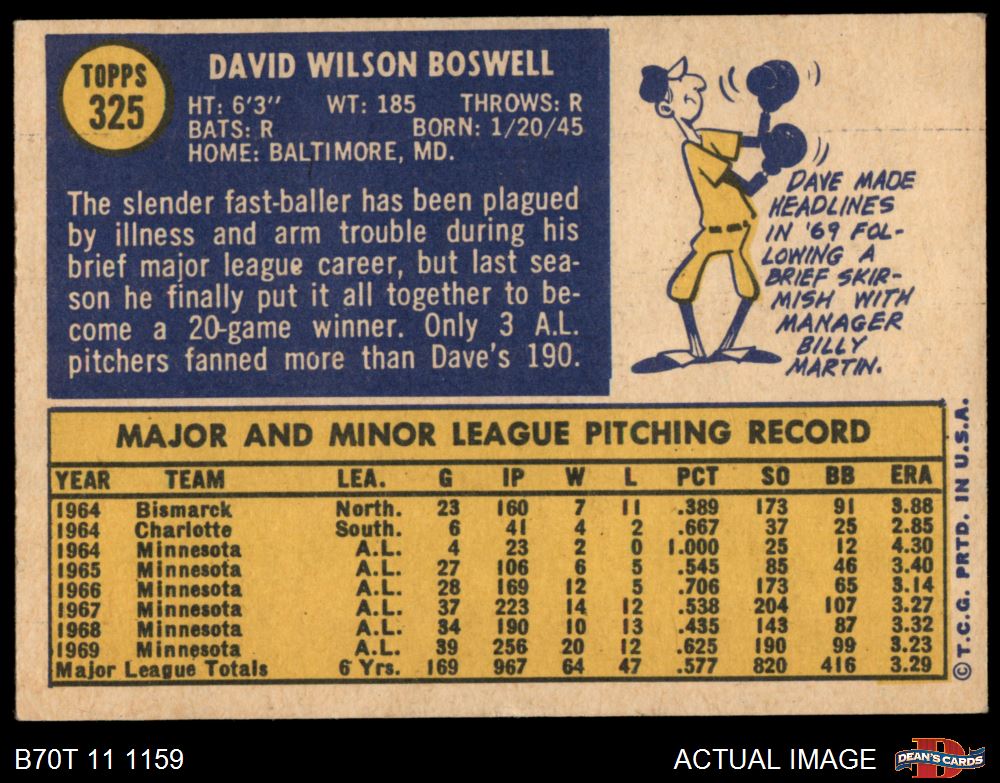 TOPPS
325
DAVID WILSON BOSWELL
HT: 6'3" WT: 185 THROWS: R
BATS: R BORN: 1/20/45
HOME: BALTIMORE, MD.
The slender fast-baller has been plagued
by illness and arm trouble during his
brief major league career, but last sea-
son he finally put it all together to be-
come a 20-game winner. Only 3 A.L.
pitchers fanned more than Dave's 190.
DAVE MADE
HEADLINES
IN '69 FOL-
LOWING A
BRIEF SKIR-
MISH WITH
MANAGER
BILLY
MARTIN.
MAJOR AND MINOR LEAGUE PITCHING RECORD
YEAR TEAM LEA. G IP W L PCT SO BB ERA
1964 Bismarck North. 23 160 7 11 .389 173 91 3.88
1964 Charlotte South. 6 41 4 2 .667 37 25 2.85
1964 Minnesota A.L. 4 23 2 0 1.000 25 12 4.30
1965 Minnesota A.L. 27 106 6 5 .545 85 46 3.40
1966 Minnesota A.L. 28 169 12 5 .706 173 65 3.14
1967 Minnesota A.L. 37 223 14 12 .538 204 107 3.27
1968 Minnesota A.L. 34 190 10 13 .435 143 87 3.32
1969 Minnesota A.L. 39 256 20 12 .625 190 99 3.23
Major League Totals 6 Yrs. 169 967 64 47 .577 820 416 3.29
© T.C.G. PRTD. IN U.S.A.
B70T 11 1159
ACTUAL IMAGE
D
DEAN'S CARDS